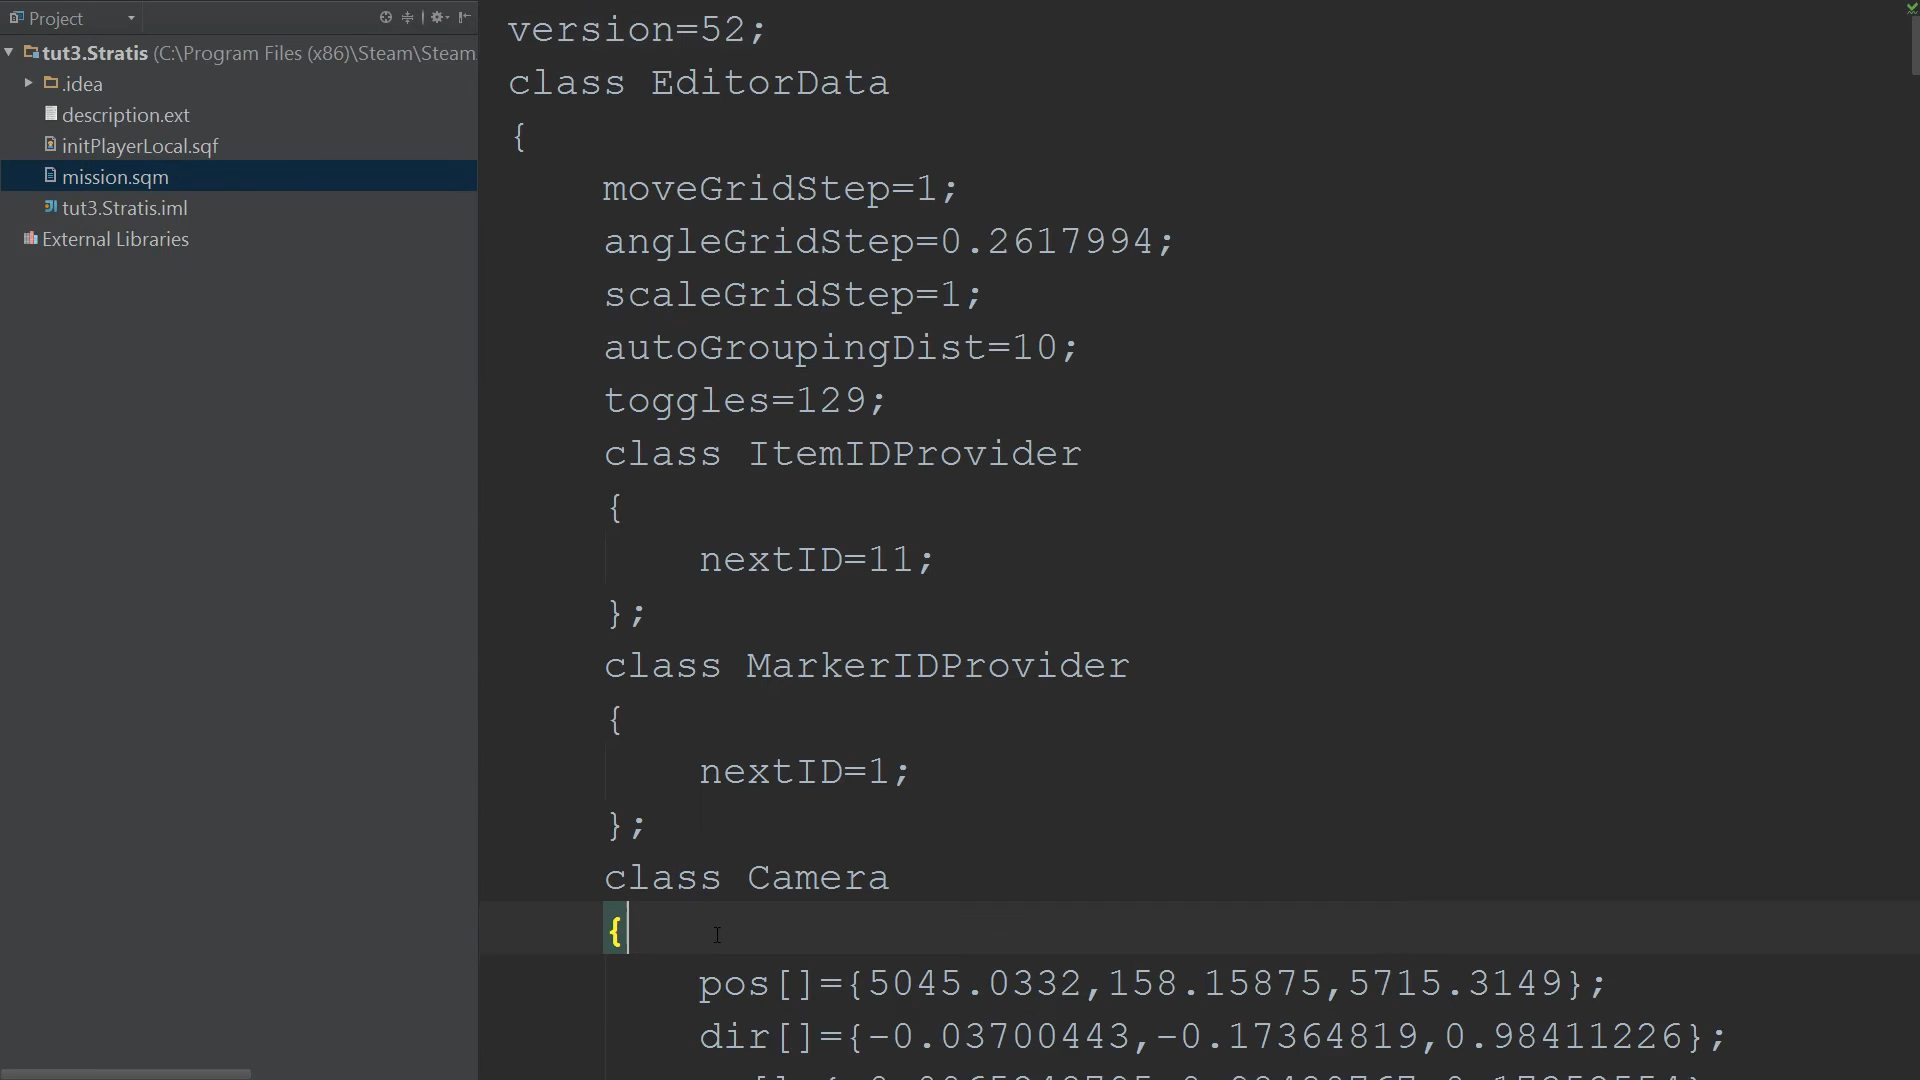 Project
tut3.Stratis (C:\Program Files (x86)\Steam\Steam
.idea
description.ext
initPlayerLocal.sqf
mission.sqm
tut3.Stratis.iml
External Libraries
version=52;
class EditorData
{
moveGridStep=1;
angleGridStep=0.2617994;
scaleGridStep=1;
autoGroupingDist=10;
toggles=129;
class ItemIDProvider
{
nextID=11;
};
class MarkerIDProvider
{
nextID=1;
};
class Camera
{
pos[]={5045.0332,158.15875,5715.3149};
dir[]={-0.03700443,-0.17364819,0.98411226};